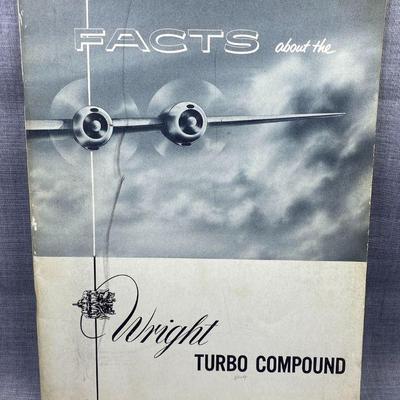 FACTS about the
Wright
TURBO COMPOUND